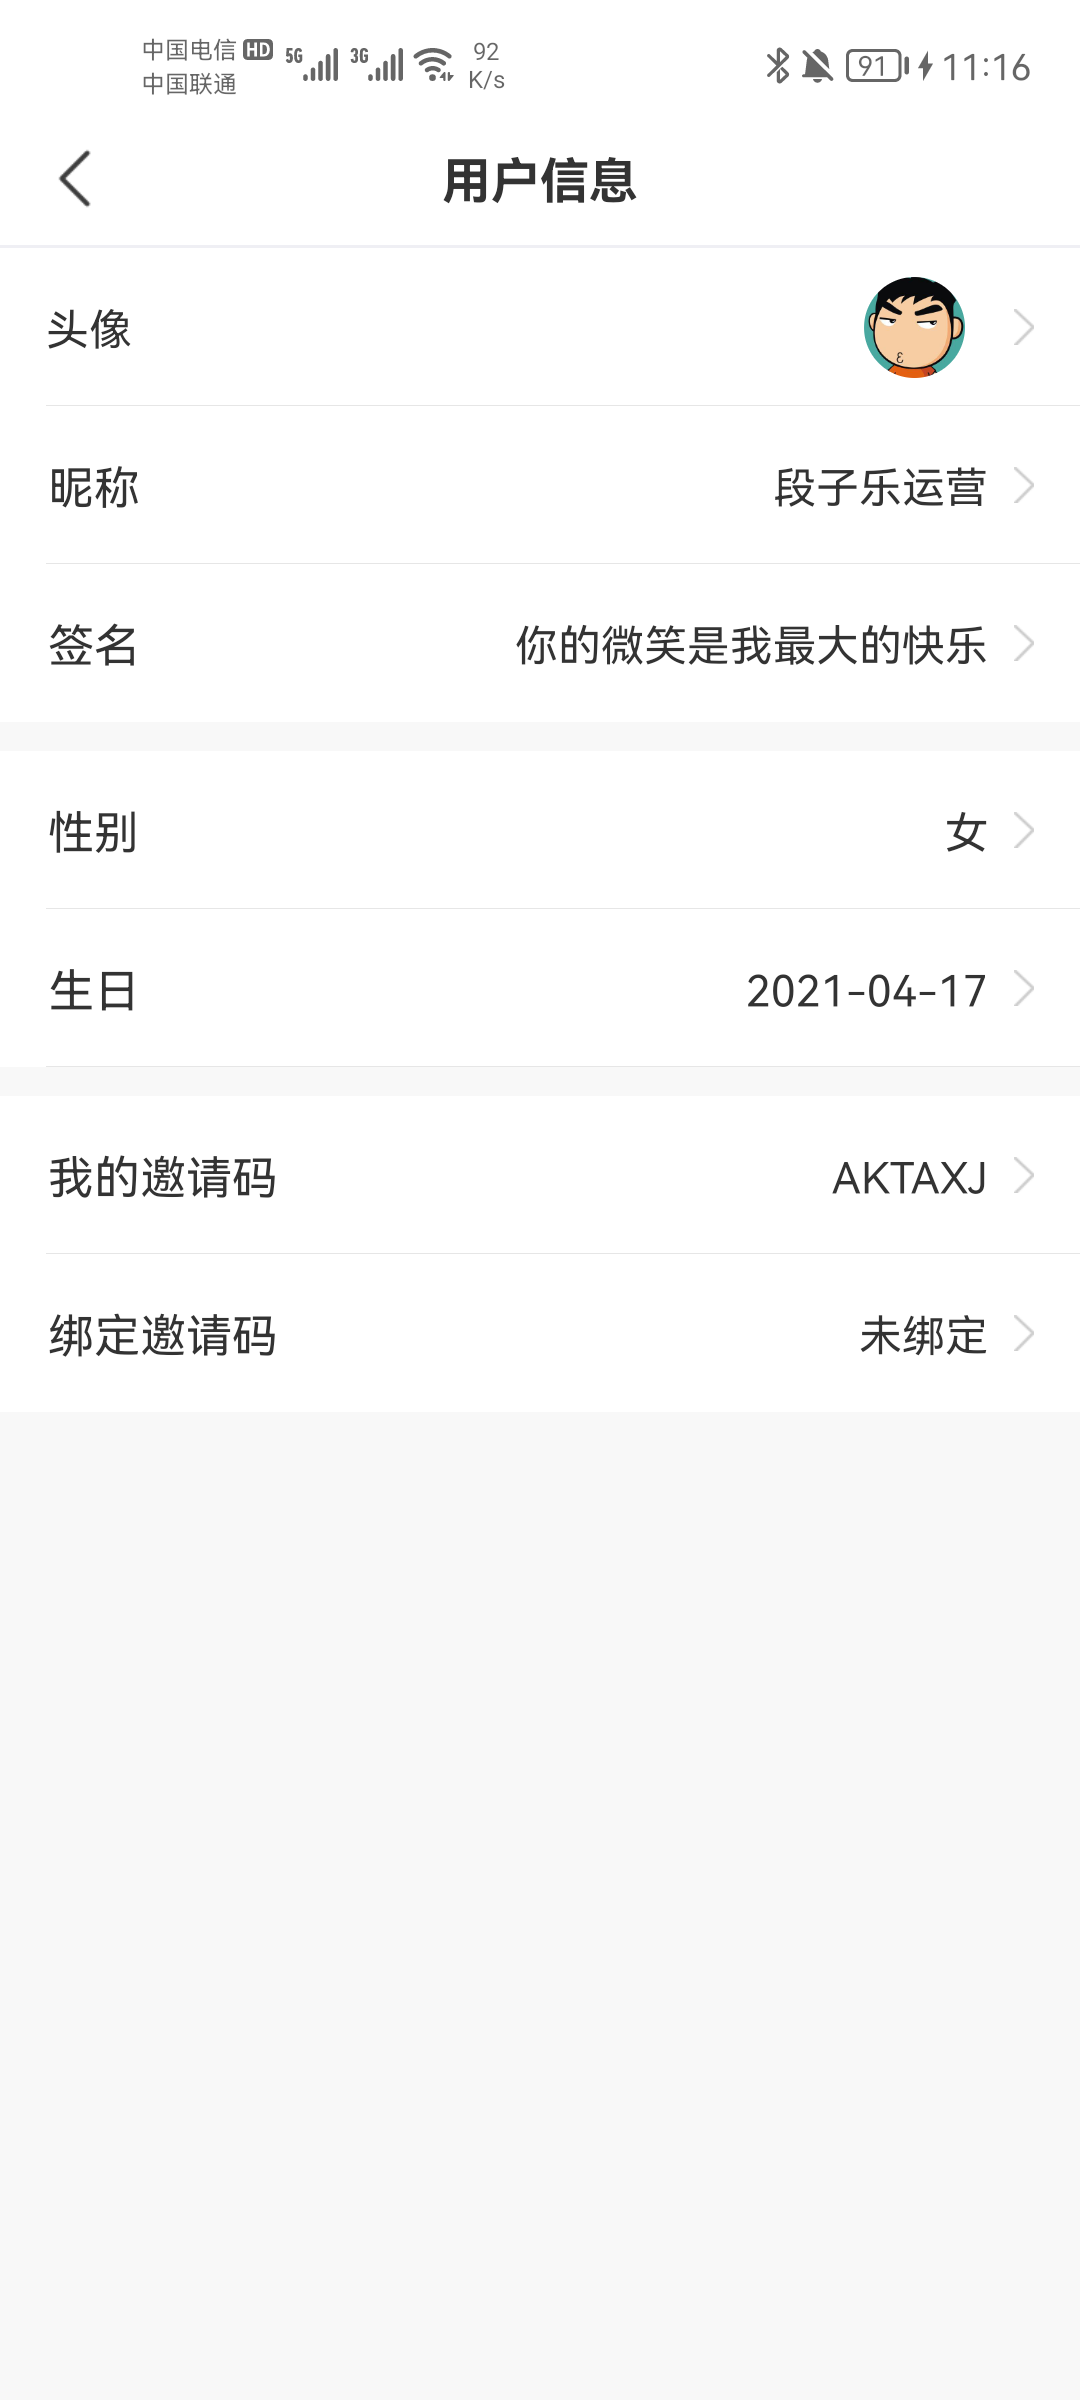 中国电信 HD 5G 3G 92
中国联通 K/s
91 11:16
用户信息
头像
昵称 段子乐运营
签名 你的微笑是我最大的快乐
性别 女
生日 2021-04-17
我的邀请码 AKTAXJ
绑定邀请码 未绑定